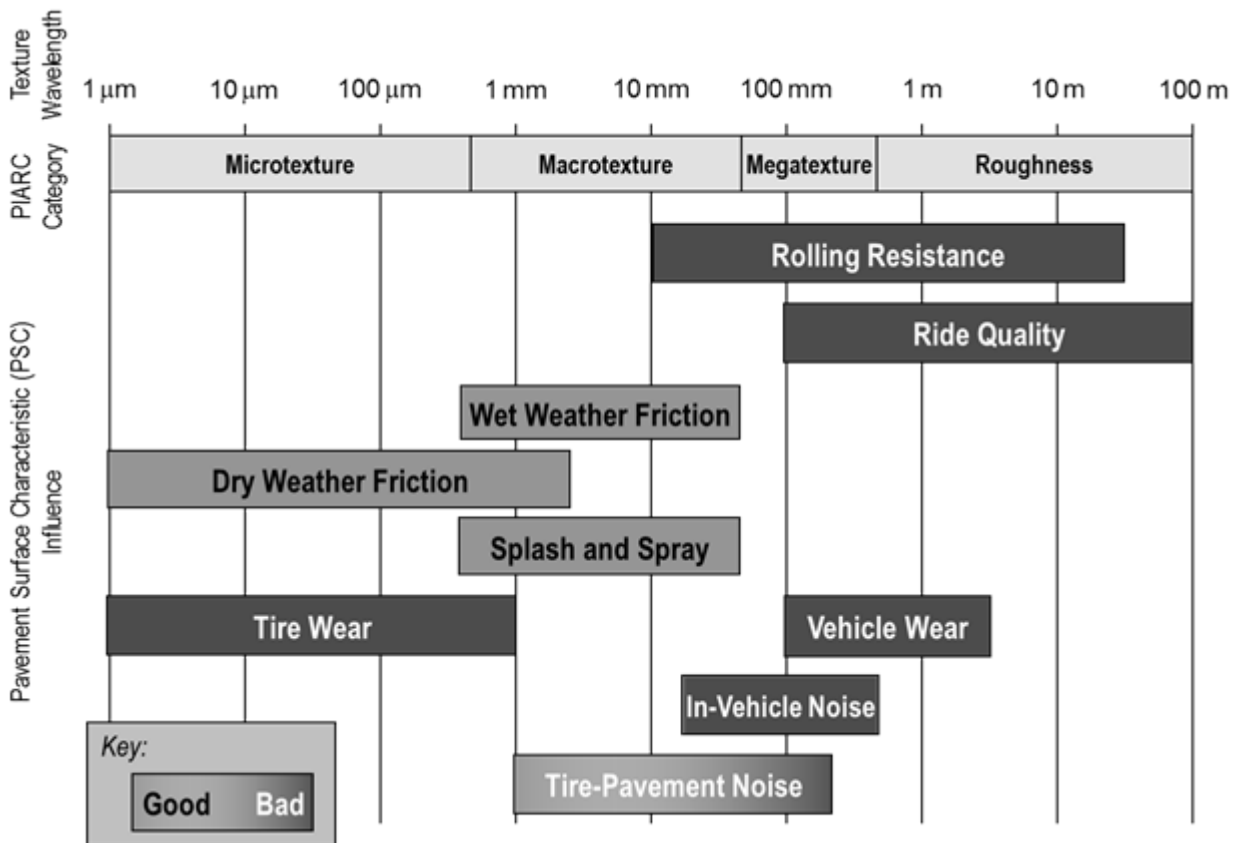 Texture
Wavelength
1 μm 10 μm 100 μm 1 mm 10 mm 100 mm 1 m 10 m 100 m
PIARC
Category
Microtexture Macrotexture Megatexture Roughness
Pavement Surface Characteristic (PSC)
Influence
Rolling Resistance
Ride Quality
Wet Weather Friction
Dry Weather Friction
Splash and Spray
Tire Wear Vehicle Wear
In-Vehicle Noise
Tire-Pavement Noise
Key:
Good Bad